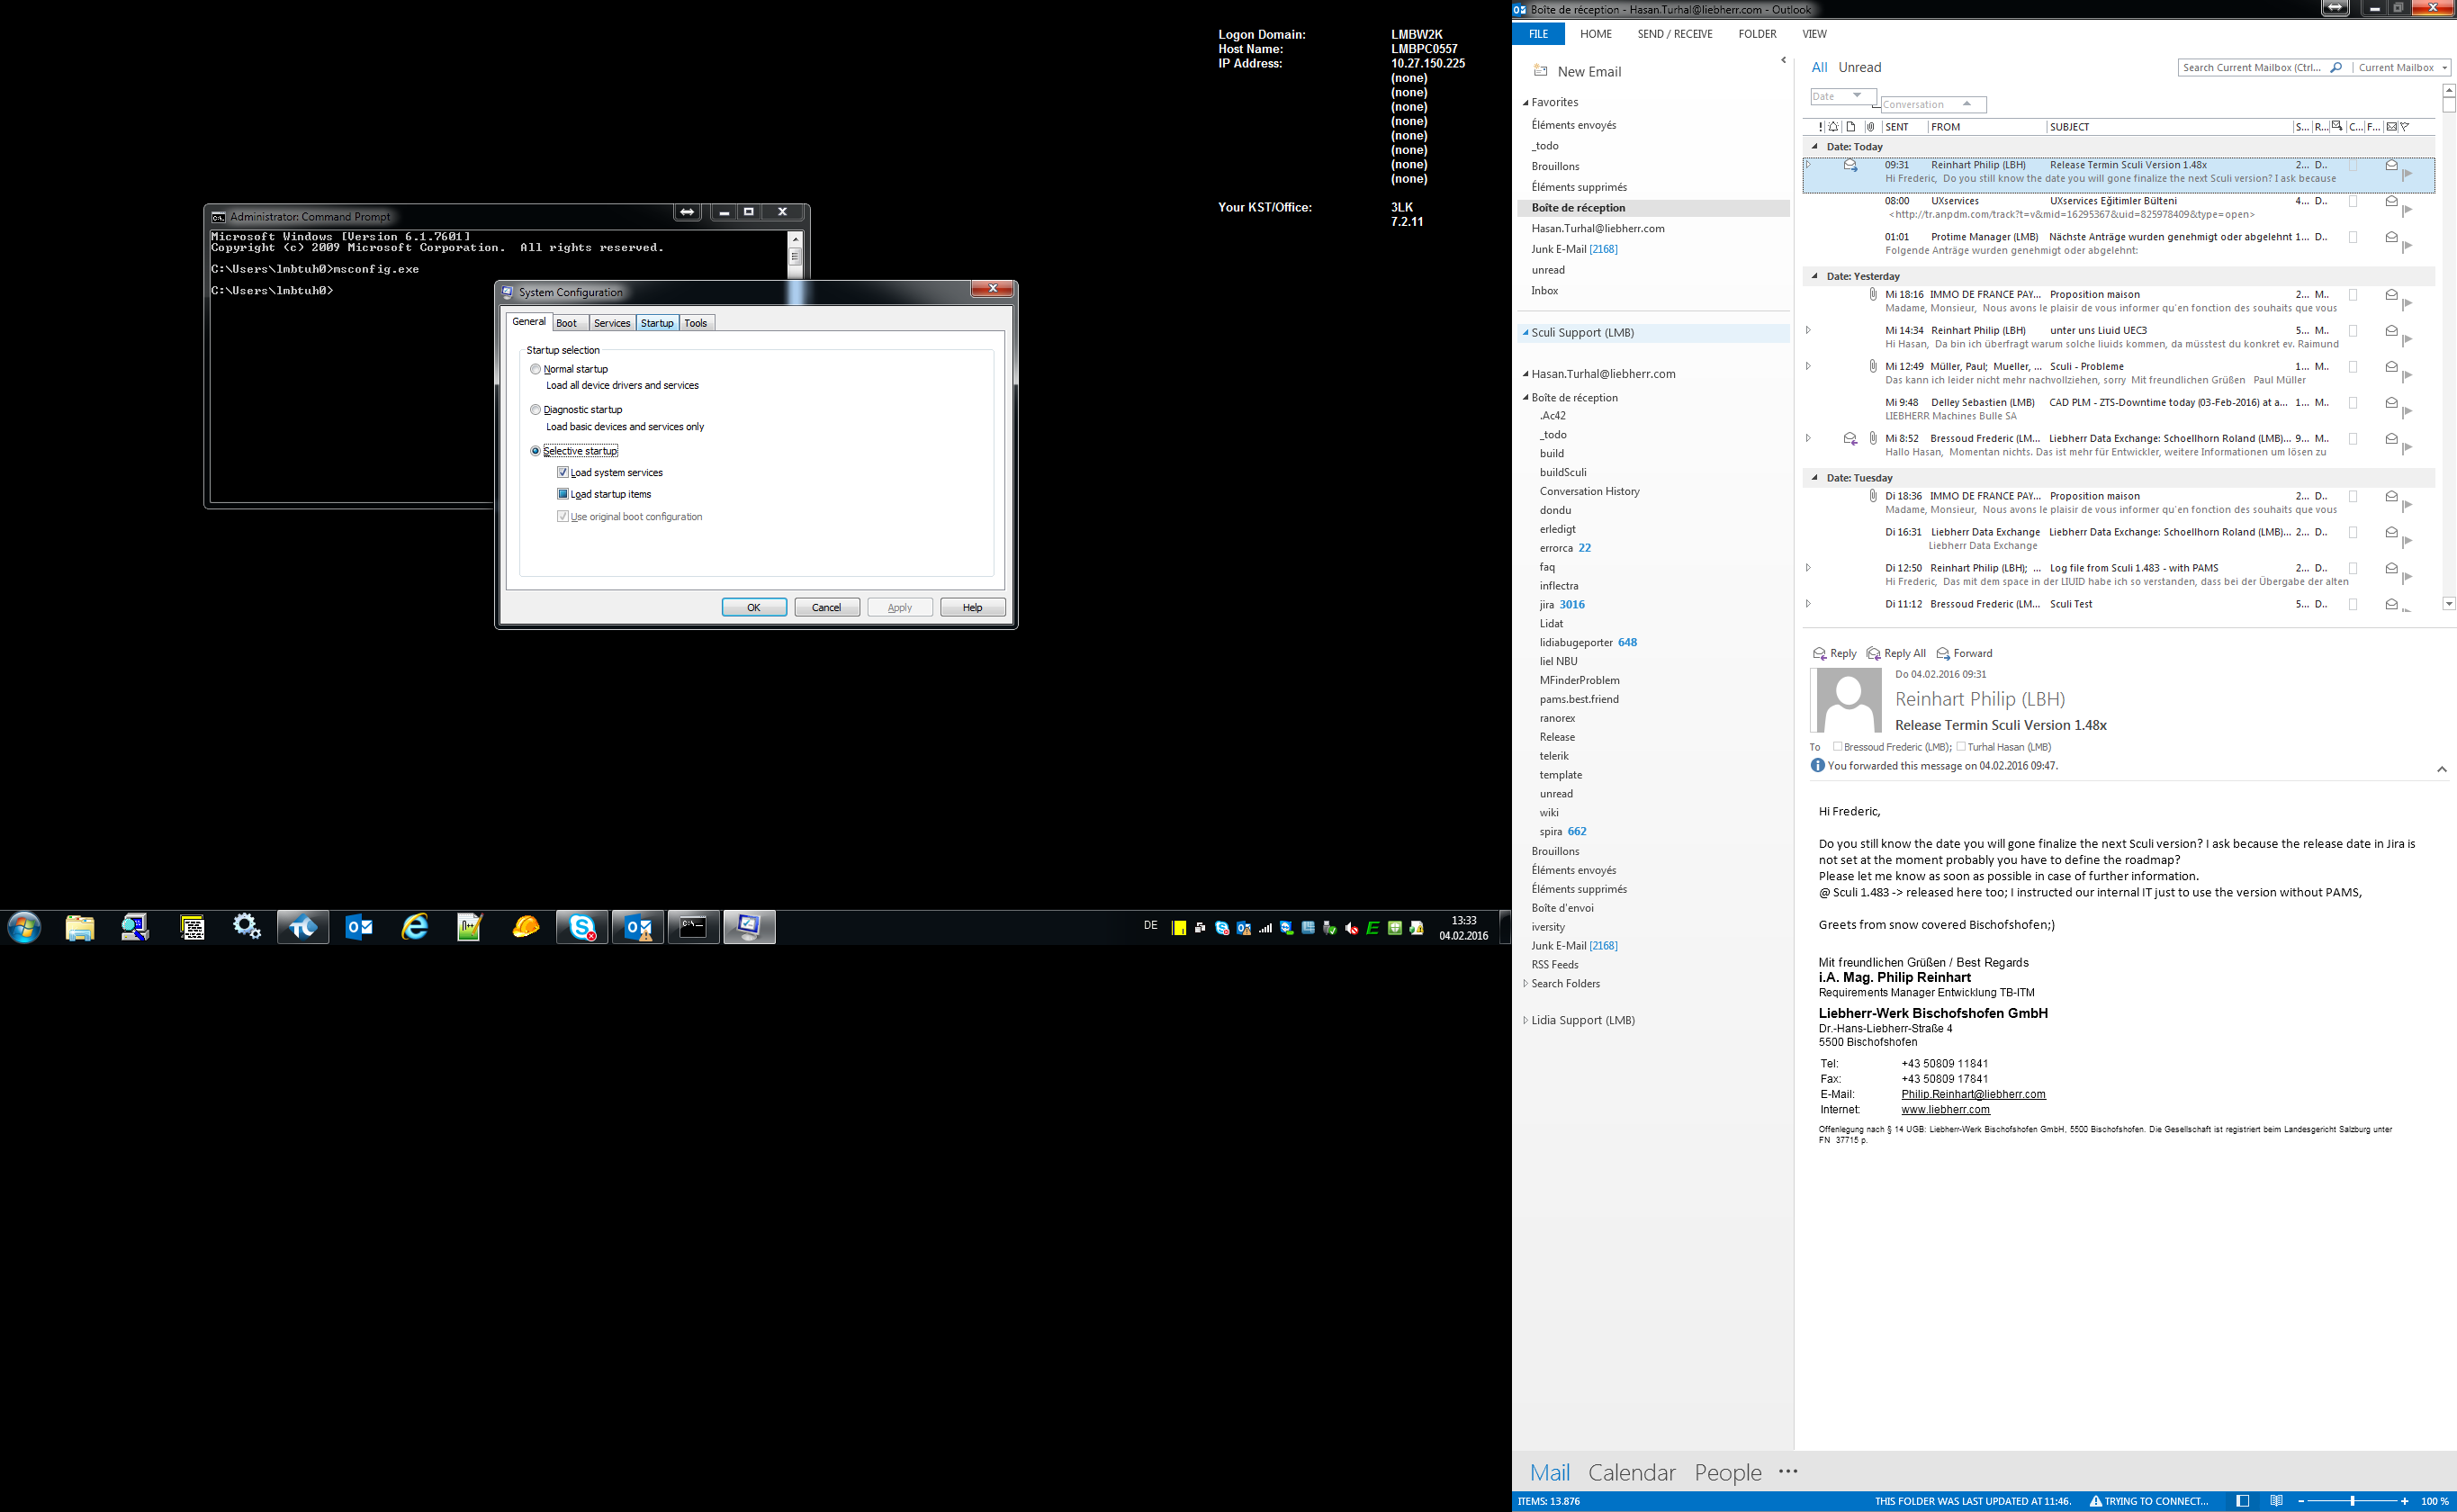 Logon Domain: LMBW2K
Host Name: LMBPC0557
IP Address: 10.27.150.225
(none)
(none)
(none)
(none)
(none)
(none)
(none)
(none)
Your KST/Office: 3LK
7.2.11
Administrator: Command Prompt
Microsoft Windows [Version 6.1.7601]
Copyright (c) 2009 Microsoft Corporation. All rights reserved.
C:\Users\lmbtuh0>msconfig.exe
C:\Users\lmbtuh0>
System Configuration
General Boot Services Startup Tools
Startup selection
Normal startup
Load all device drivers and services
Diagnostic startup
Load basic devices and services only
Selective startup
Load system services
Load startup items
Use original boot configuration
OK Cancel Apply Help
DE
13:33
04.02.2016
Boîte de réception - Hasan.Turhal@liebherr.com - Outlook
FILE HOME SEND / RECEIVE FOLDER VIEW
New Email
Favorites
Éléments envoyés
_todo
Brouillons
Éléments supprimés
Boîte de réception
Hasan.Turhal@liebherr.com
Junk E-Mail [2168]
unread
Inbox
Sculi Support (LMB)
Hasan.Turhal@liebherr.com
Boîte de réception
.Ac42
_todo
build
buildSculi
Conversation History
dondu
erledigt
errorca 22
faq
inflectra
jira 3016
Lidat
lidiabugeporter 648
liel NBU
MFinderProblem
pams.best.friend
ranorex
Release
telerik
template
unread
wiki
spira 662
Brouillons
Éléments envoyés
Éléments supprimés
Boîte d'envoi
iversity
Junk E-Mail [2168]
RSS Feeds
Search Folders
Lidia Support (LMB)
All Unread
Search Current Mailbox (Ctrl... Current Mailbox
Date
Conversation
SENT FROM SUBJECT S... R... C... F...
Date: Today
09:31 Reinhart Philip (LBH) Release Termin Sculi Version 1.48x 2... D..
Hi Frederic, Do you still know the date you will gone finalize the next Sculi version? I ask because
08:00 UXservices UXservices Eğitimler Bülteni 4... D..
<http://tr.anpdm.com/track?t=v&mid=16295367&uid=825978409&type=open>
01:01 Protime Manager (LMB) Nächste Anträge wurden genehmigt oder abgelehnt 1... D..
Folgende Anträge wurden genehmigt oder abgelehnt:
Date: Yesterday
Mi 18:16 IMMO DE FRANCE PAY... Proposition maison 2... M..
Madame, Monsieur, Nous avons le plaisir de vous informer qu'en fonction des souhaits que vous
Mi 14:34 Reinhart Philip (LBH) unter uns Liuid UEC3 5... M..
Hi Hasan, Da bin ich überfragt warum solche liuids kommen, da müsstest du konkret ev. Raimund
Mi 12:49 Müller, Paul; Mueller, ... Sculi - Probleme 1... M..
Das kann ich leider nicht mehr nachvollziehen, sorry Mit freundlichen Grüßen Paul Müller
Mi 9:48 Delley Sebastien (LMB) CAD PLM - ZTS-Downtime today (03-Feb-2016) at a... 1... M..
LIEBHERR Machines Bulle SA
Mi 8:52 Bressoud Frederic (LM... Liebherr Data Exchange: Schoellhorn Roland (LMB)... 9... M..
Hallo Hasan, Momentan nichts. Das ist mehr für Entwickler, weitere Informationen um lösen zu
Date: Tuesday
Di 18:36 IMMO DE FRANCE PAY... Proposition maison 2... D..
Madame, Monsieur, Nous avons le plaisir de vous informer qu'en fonction des souhaits que vous
Di 16:31 Liebherr Data Exchange Liebherr Data Exchange: Schoellhorn Roland (LMB)... 2... D..
Liebherr Data Exchange
Di 12:50 Reinhart Philip (LBH); ... Log file from Sculi 1.483 - with PAMS 2... D..
Hi Frederic, Das mit dem space in der LIUID habe ich so verstanden, dass bei der Übergabe der alten
Di 11:12 Bressoud Frederic (LM... Sculi Test 5... D..
Reply Reply All Forward
Do 04.02.2016 09:31
Reinhart Philip (LBH)
Release Termin Sculi Version 1.48x
To Bressoud Frederic (LMB); Turhal Hasan (LMB)
You forwarded this message on 04.02.2016 09:47.
Hi Frederic,
Do you still know the date you will gone finalize the next Sculi version? I ask because the release date in Jira is
not set at the moment probably you have to define the roadmap?
Please let me know as soon as possible in case of further information.
@ Sculi 1.483 -> released here too; I instructed our internal IT just to use the version without PAMS,
Greets from snow covered Bischofshofen;)
Mit freundlichen Grüßen / Best Regards
i.A. Mag. Philip Reinhart
Requirements Manager Entwicklung TB-ITM
Liebherr-Werk Bischofshofen GmbH
Dr.-Hans-Liebherr-Straße 4
5500 Bischofshofen
Tel: +43 50809 11841
Fax: +43 50809 17841
E-Mail: Philip.Reinhart@liebherr.com
Internet: www.liebherr.com
Offenlegung nach § 14 UGB: Liebherr-Werk Bischofshofen GmbH, 5500 Bischofshofen. Die Gesellschaft ist registriert beim Landesgericht Salzburg unter
FN 37715 p.
Mail Calendar People ...
ITEMS: 13.876 THIS FOLDER WAS LAST UPDATED AT 11:46. TRYING TO CONNECT... 100 %